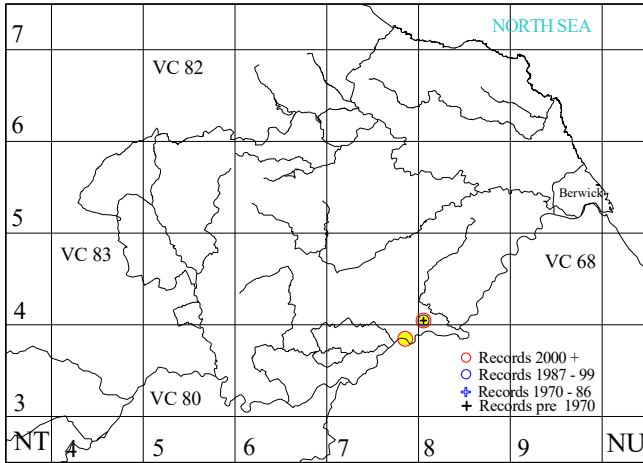 7
NORTH SEA
VC 82
6
Berwick
5
VC 83
VC 68
4
Records 2000 +
Records 1987 - 99
VC 80
Records 1970 - 86
Records pre 1970
3
NT 4 5 6 7 8 9 NU